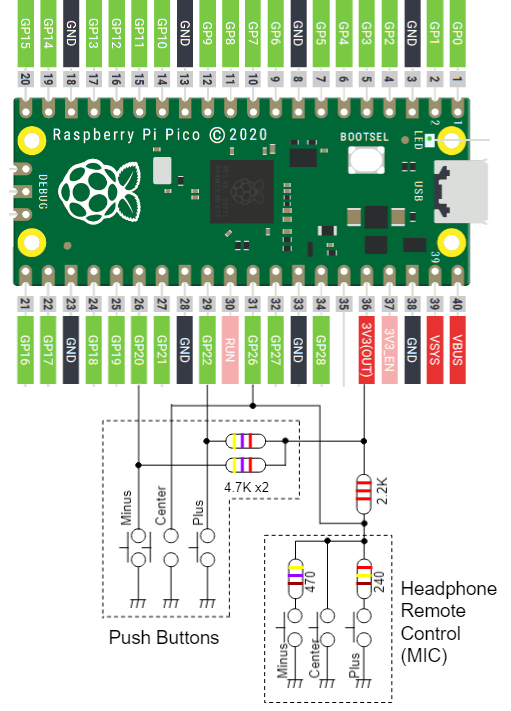 GP15 GP14 GND GP13 GP12 GP11 GP10 GND GP9 GP8 GP7 GP6 GND GP5 GP4 GP3 GP2 GND GP1 GP0
20 19 18 17 16 15 14 13 12 11 10 9 8 7 6 5 4 3 2 1
2 1
Raspberry Pi Pico ©2020
BOOTSEL
LED
DEBUG
USB
39
21 22 23 24 25 26 27 28 29 30 31 32 33 34 35 36 37 38 39 40
GP16 GP17 GND GP18 GP19 GP20 GP21 GND GP22 RUN GP26 GP27 GND GP28 3V3(OUT) 3V3_EN GND VSYS VBUS
4.7K x2
2.2K
Minus
Center
Plus
470
240
Minus
Center
Plus
Push Buttons
Headphone
Remote
Control
(MIC)